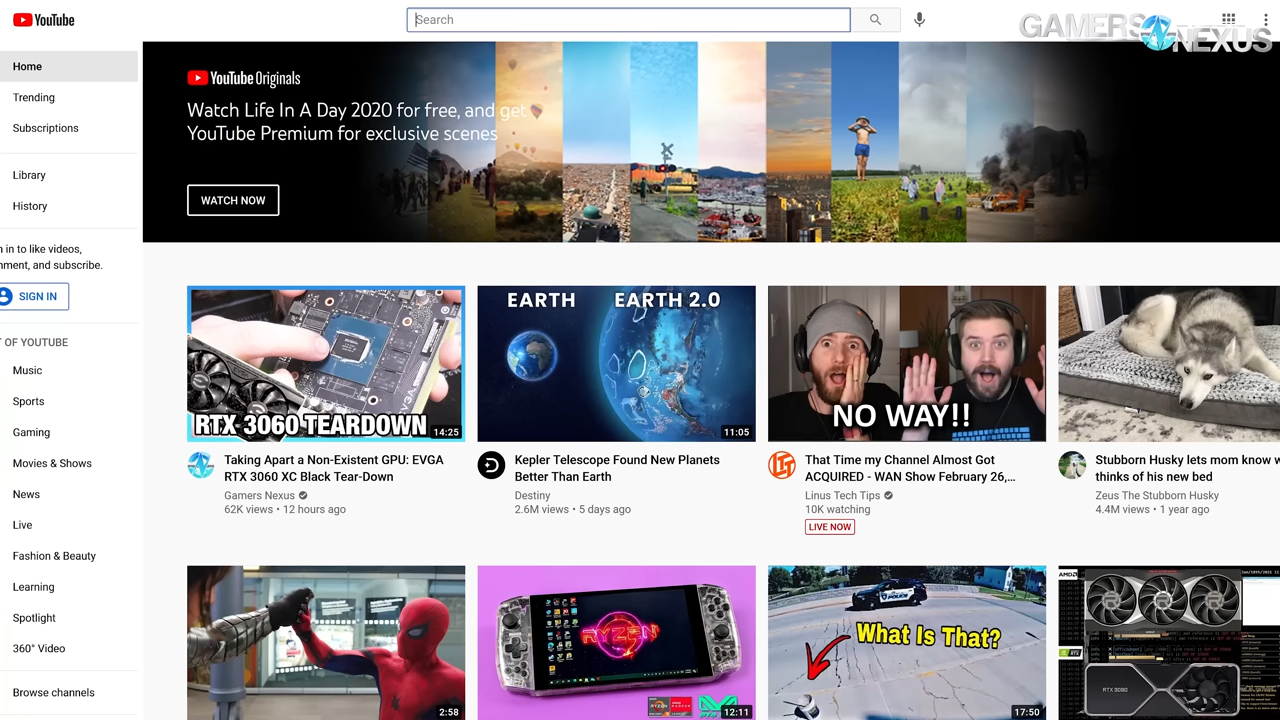 YouTube
Search
GAMERS NEXUS
Home
Trending
Subscriptions
Library
History
n in to like videos,
mment, and subscribe.
SIGN IN
T OF YOUTUBE
Music
Sports
Gaming
Movies & Shows
News
Live
Fashion & Beauty
Learning
Spotlight
360° Video
Browse channels
YouTube Originals
Watch Life In A Day 2020 for free, and get
YouTube Premium for exclusive scenes
WATCH NOW
RTX 3060 TEARDOWN
14:25
Taking Apart a Non-Existent GPU: EVGA
RTX 3060 XC Black Tear-Down
Gamers Nexus
62K views • 12 hours ago
EARTH EARTH 2.0
11:05
Kepler Telescope Found New Planets
Better Than Earth
Destiny
2.6M views • 5 days ago
NO WAY!!
That Time my Channel Almost Got
ACQUIRED - WAN Show February 26,...
Linus Tech Tips
10K watching
LIVE NOW
Stubborn Husky lets mom know w
thinks of his new bed
Zeus The Stubborn Husky
4.4M views • 1 year ago
2:58
RYZEN
12:11
POLICE
What Is That?
17:50
AMD
RTX 3080